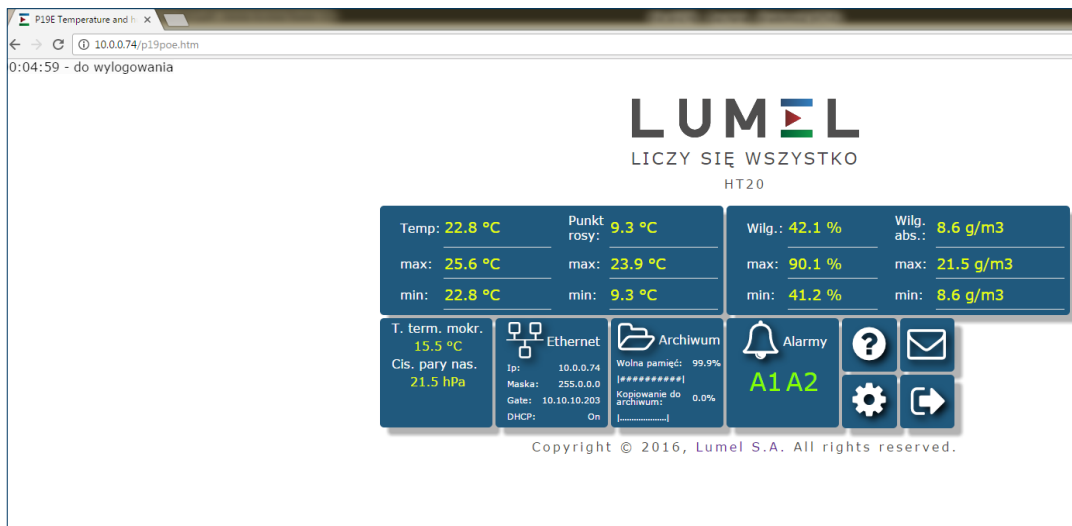 P19E Temperature and h
10.0.0.74/p19poe.htm
0:04:59 - do wylogowania
LUMEL
LICZY SIĘ WSZYSTKO
HT20
Temp: 22.8 °C Punkt rosy: 9.3 °C Wilg.: 42.1 % Wilg. abs.: 8.6 g/m3
max: 25.6 °C max: 23.9 °C max: 90.1 % max: 21.5 g/m3
min: 22.8 °C min: 9.3 °C min: 41.2 % min: 8.6 g/m3
T. term. mokr.
15.5 °C
Cis. pary nas.
21.5 hPa
Ethernet
Ip: 10.0.0.74
Maska: 255.0.0.0
Gate: 10.10.10.203
DHCP: On
Archiwum
Wolna pamięć: 99.9%
|##########|
Kopiowanie do archiwum: 0.0%
|....................|
Alarmy
A1 A2
?
Copyright © 2016, Lumel S.A. All rights reserved.